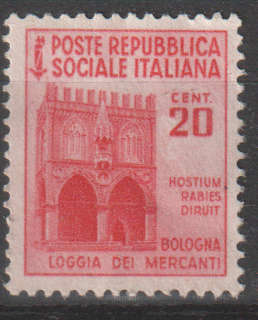 POSTE REPUBBLICA
SOCIALE ITALIANA
CENT.
20
HOSTIUM
RABIES
DIRUIT
BOLOGNA
LOGGIA DEI MERCANTI